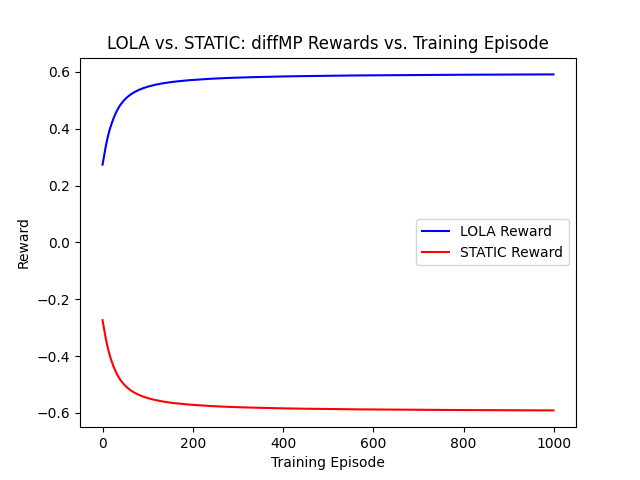 LOLA vs. STATIC: diffMP Rewards vs. Training Episode
0.6
0.4
0.2
0.0
−0.2
−0.4
−0.6
Reward
LOLA Reward
STATIC Reward
0 200 400 600 800 1000
Training Episode